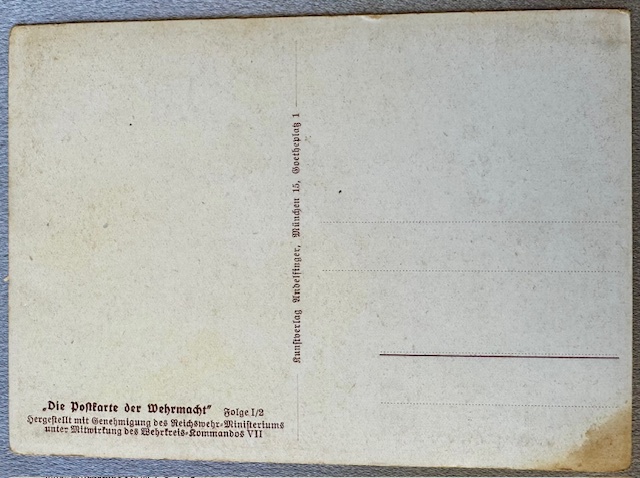 „Die Postkarte der Wehrmacht" Folge I/2
Hergestellt mit Genehmigung des Reichswehr-Ministeriums
unter Mitwirkung des Wehrkreis-Kommandos VII
Kunstverlag Andelfinger, München 15, Goetheplatz 1